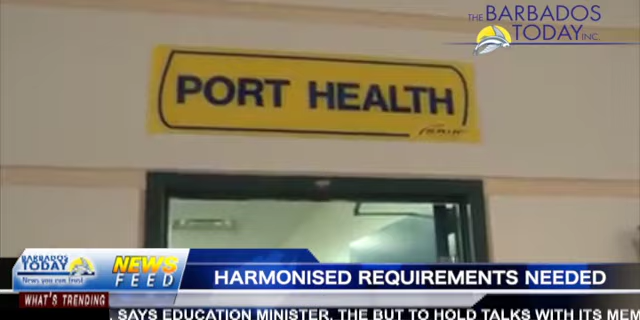 THE BARBADOS
TODAY INC.
PORT HEALTH
BARBADOS
TODAY
News you can trust
NEWS
FEED
HARMONISED REQUIREMENTS NEEDED
WHAT'S TRENDING
, SAYS EDUCATION MINISTER, THE BUT TO HOLD TALKS WITH ITS MEM